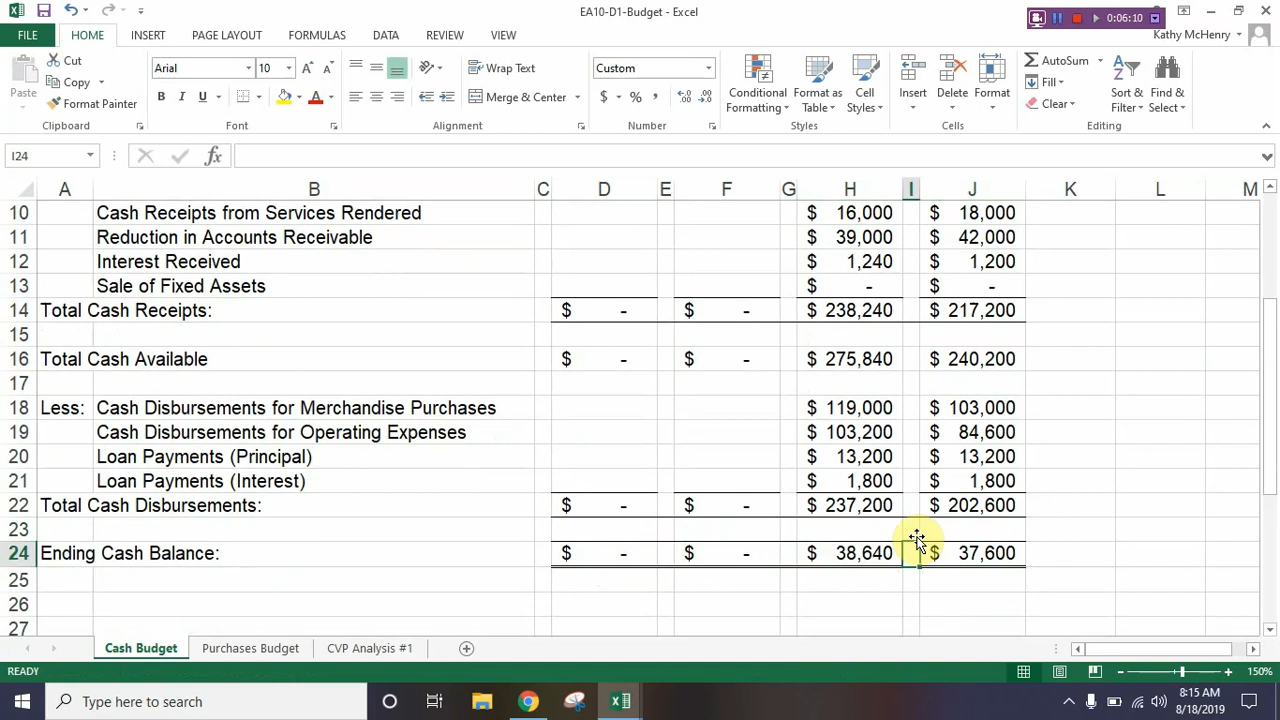 EA10-D1-Budget - Excel
0:06:10
FILE HOME INSERT PAGE LAYOUT FORMULAS DATA REVIEW VIEW Kathy McHenry
Paste
Cut
Copy
Format Painter
Clipboard
Arial 10
B I U
Font
Wrap Text
Merge & Center
Alignment
Custom
$ % ,
Number
Conditional Formatting
Format as Table
Cell Styles
Styles
Insert
Delete
Format
Cells
AutoSum
Fill
Clear
Sort & Filter
Find & Select
Editing
I24
fx
A B C D E F G H I J K L M
10 Cash Receipts from Services Rendered $ 16,000 $ 18,000
11 Reduction in Accounts Receivable $ 39,000 $ 42,000
12 Interest Received $ 1,240 $ 1,200
13 Sale of Fixed Assets $ - $ -
14 Total Cash Receipts: $ - $ - $ 238,240 $ 217,200
15
16 Total Cash Available $ - $ - $ 275,840 $ 240,200
17
18 Less: Cash Disbursements for Merchandise Purchases $ 119,000 $ 103,000
19 Cash Disbursements for Operating Expenses $ 103,200 $ 84,600
20 Loan Payments (Principal) $ 13,200 $ 13,200
21 Loan Payments (Interest) $ 1,800 $ 1,800
22 Total Cash Disbursements: $ - $ - $ 237,200 $ 202,600
23
24 Ending Cash Balance: $ - $ - $ 38,640 $ 37,600
25
26
27
Cash Budget Purchases Budget CVP Analysis #1
READY 150%
Type here to search
8:15 AM
8/18/2019